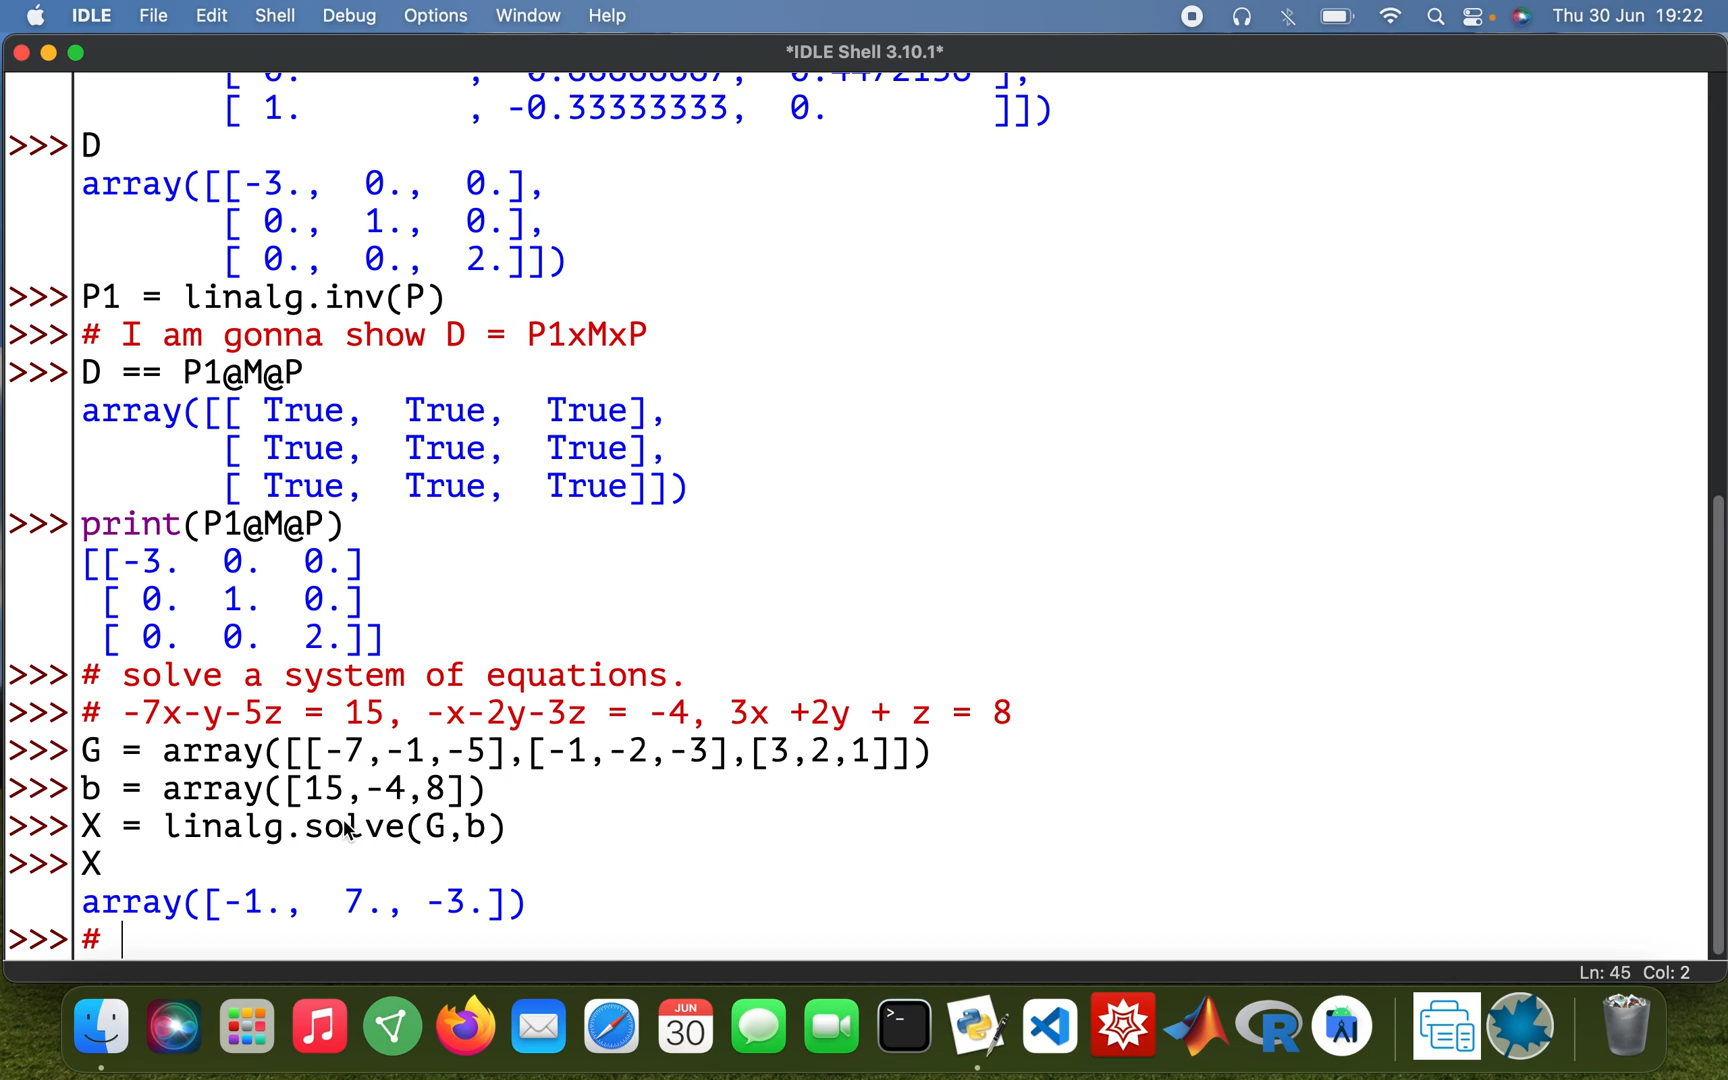 IDLE File Edit Shell Debug Options Window Help Thu 30 Jun 19:22
*IDLE Shell 3.10.1*
[ 0. , 0.66666667, 0.4472136 ],
[ 1. , -0.33333333, 0. ]])
>>> D
array([[-3., 0., 0.],
[ 0., 1., 0.],
[ 0., 0., 2.]])
>>> P1 = linalg.inv(P)
>>> # I am gonna show D = P1xMxP
>>> D == P1@M@P
array([[ True, True, True],
[ True, True, True],
[ True, True, True]])
>>> print(P1@M@P)
[[-3. 0. 0.]
[ 0. 1. 0.]
[ 0. 0. 2.]]
>>> # solve a system of equations.
>>> # -7x-y-5z = 15, -x-2y-3z = -4, 3x +2y + z = 8
>>> G = array([[-7,-1,-5],[-1,-2,-3],[3,2,1]])
>>> b = array([15,-4,8])
>>> X = linalg.solve(G,b)
>>> X
array([-1., 7., -3.])
>>> #
Ln: 45 Col: 2
JUN
30
>_
R